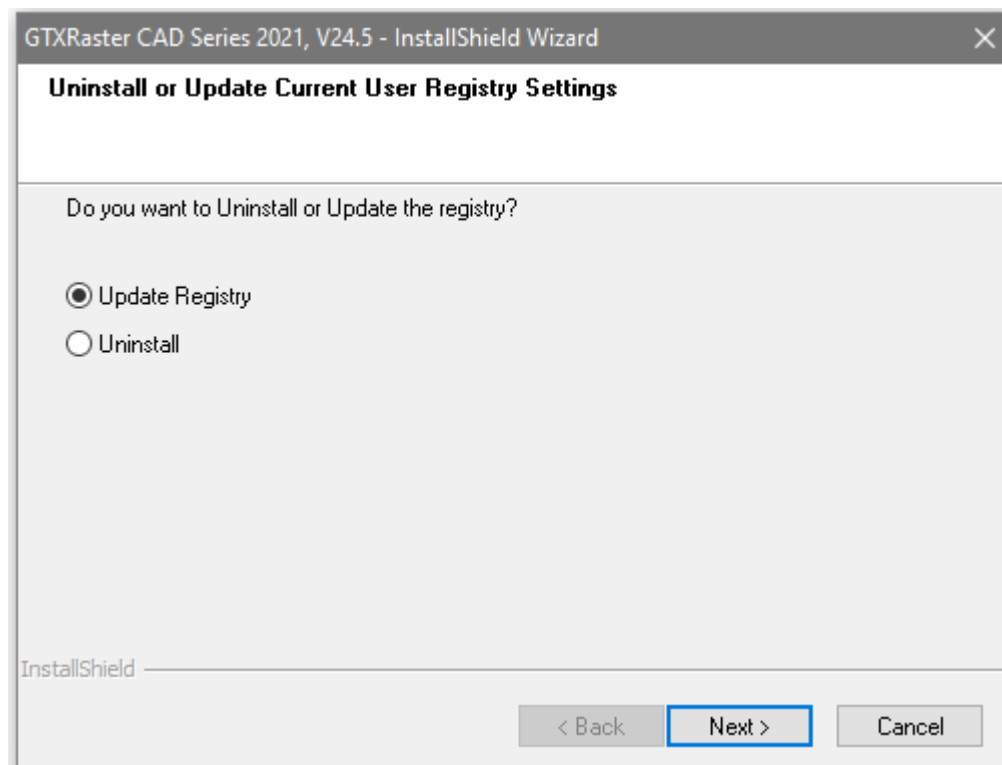 GTXRaster CAD Series 2021, V24.5 - InstallShield Wizard
Uninstall or Update Current User Registry Settings
Do you want to Uninstall or Update the registry?
Update Registry
Uninstall
InstallShield
< Back Next > Cancel